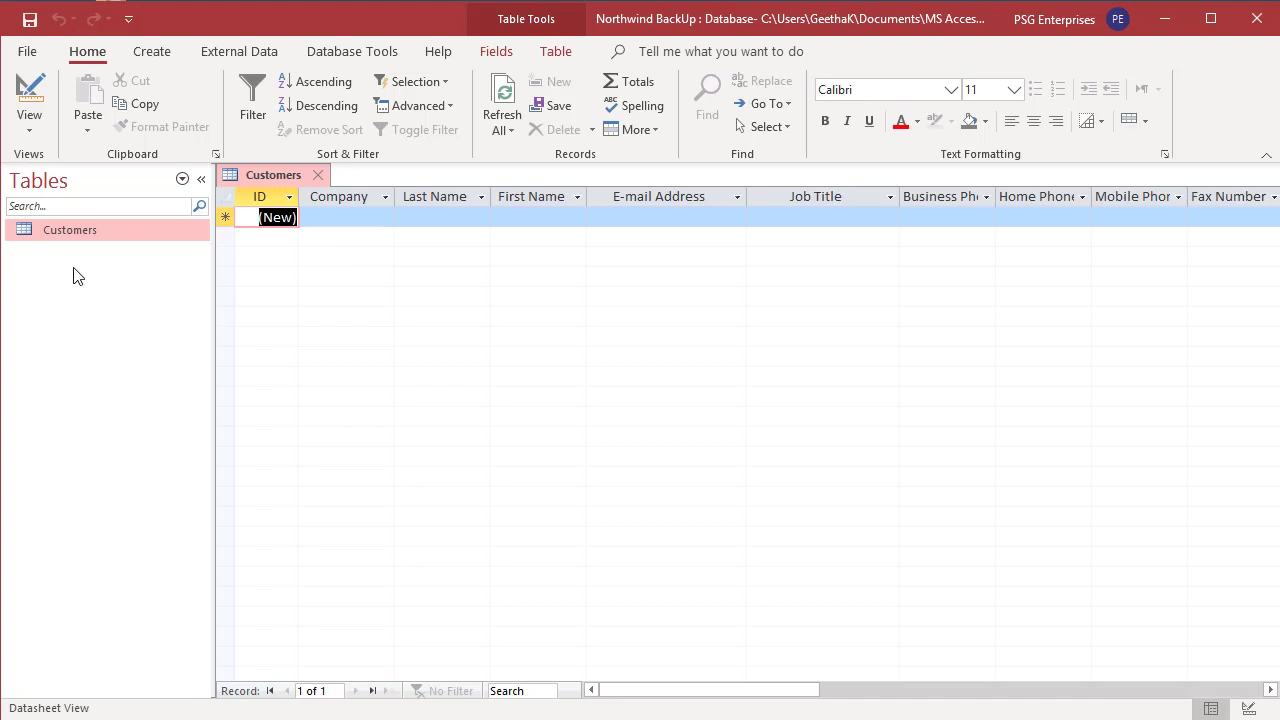 Table Tools
Northwind BackUp : Database- C:\Users\GeethaK\Documents\MS Acces...
PSG Enterprises
PE
File
Home
Create
External Data
Database Tools
Help
Fields
Table
Tell me what you want to do
View
Views
Paste
Cut
Copy
Format Painter
Clipboard
Filter
Ascending
Descending
Remove Sort
Selection
Advanced
Toggle Filter
Sort & Filter
Refresh
All
New
Save
Delete
Totals
Spelling
More
Records
Find
Replace
Go To
Select
Find
Calibri
11
B I U
A
Text Formatting
Tables
Search...
Customers
Customers
ID
Company
Last Name
First Name
E-mail Address
Job Title
Business Pho
Home Phone
Mobile Phon
Fax Number
(New)
Record:
1 of 1
No Filter
Search
Datasheet View